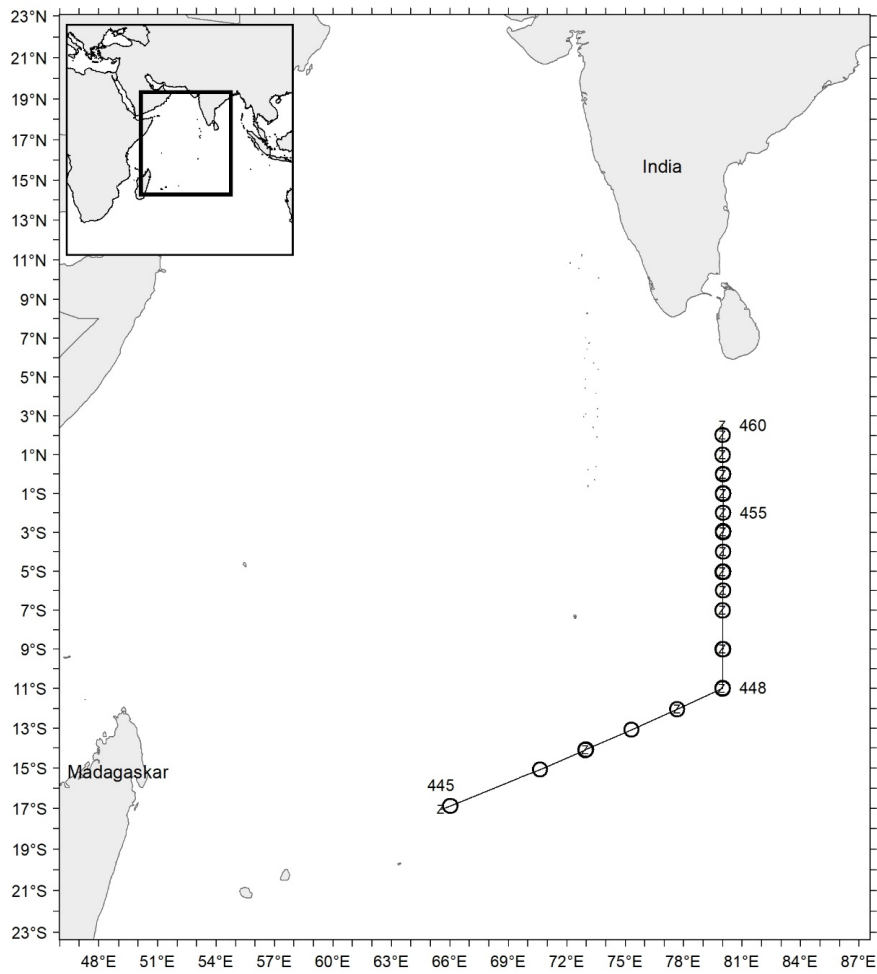 23°N
21°N
19°N
17°N
15°N
13°N
11°N
9°N
7°N
5°N
3°N
1°N
1°S
3°S
5°S
7°S
9°S
11°S
13°S
15°S
17°S
19°S
21°S
23°S
India
Z
460
Z
Z
Z
Z
Z
455
Z
Z
Z
Z
Z
Z
Z
448
Z
Z
Madagaskar
445
Z
48°E 51°E 54°E 57°E 60°E 63°E 66°E 69°E 72°E 75°E 78°E 81°E 84°E 87°E